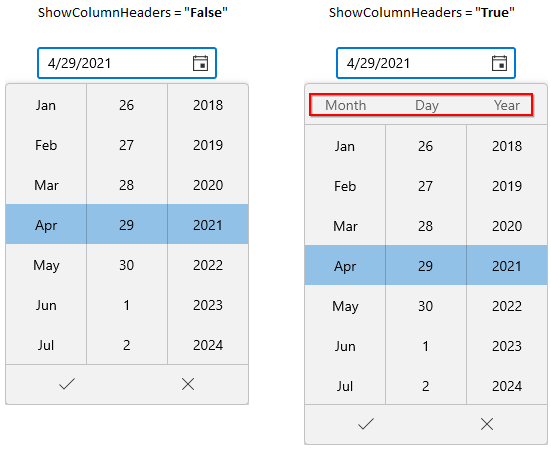 ShowColumnHeaders = "False"
4/29/2021
Jan 26 2018
Feb 27 2019
Mar 28 2020
Apr 29 2021
May 30 2022
Jun 1 2023
Jul 2 2024
ShowColumnHeaders = "True"
4/29/2021
Month Day Year
Jan 26 2018
Feb 27 2019
Mar 28 2020
Apr 29 2021
May 30 2022
Jun 1 2023
Jul 2 2024